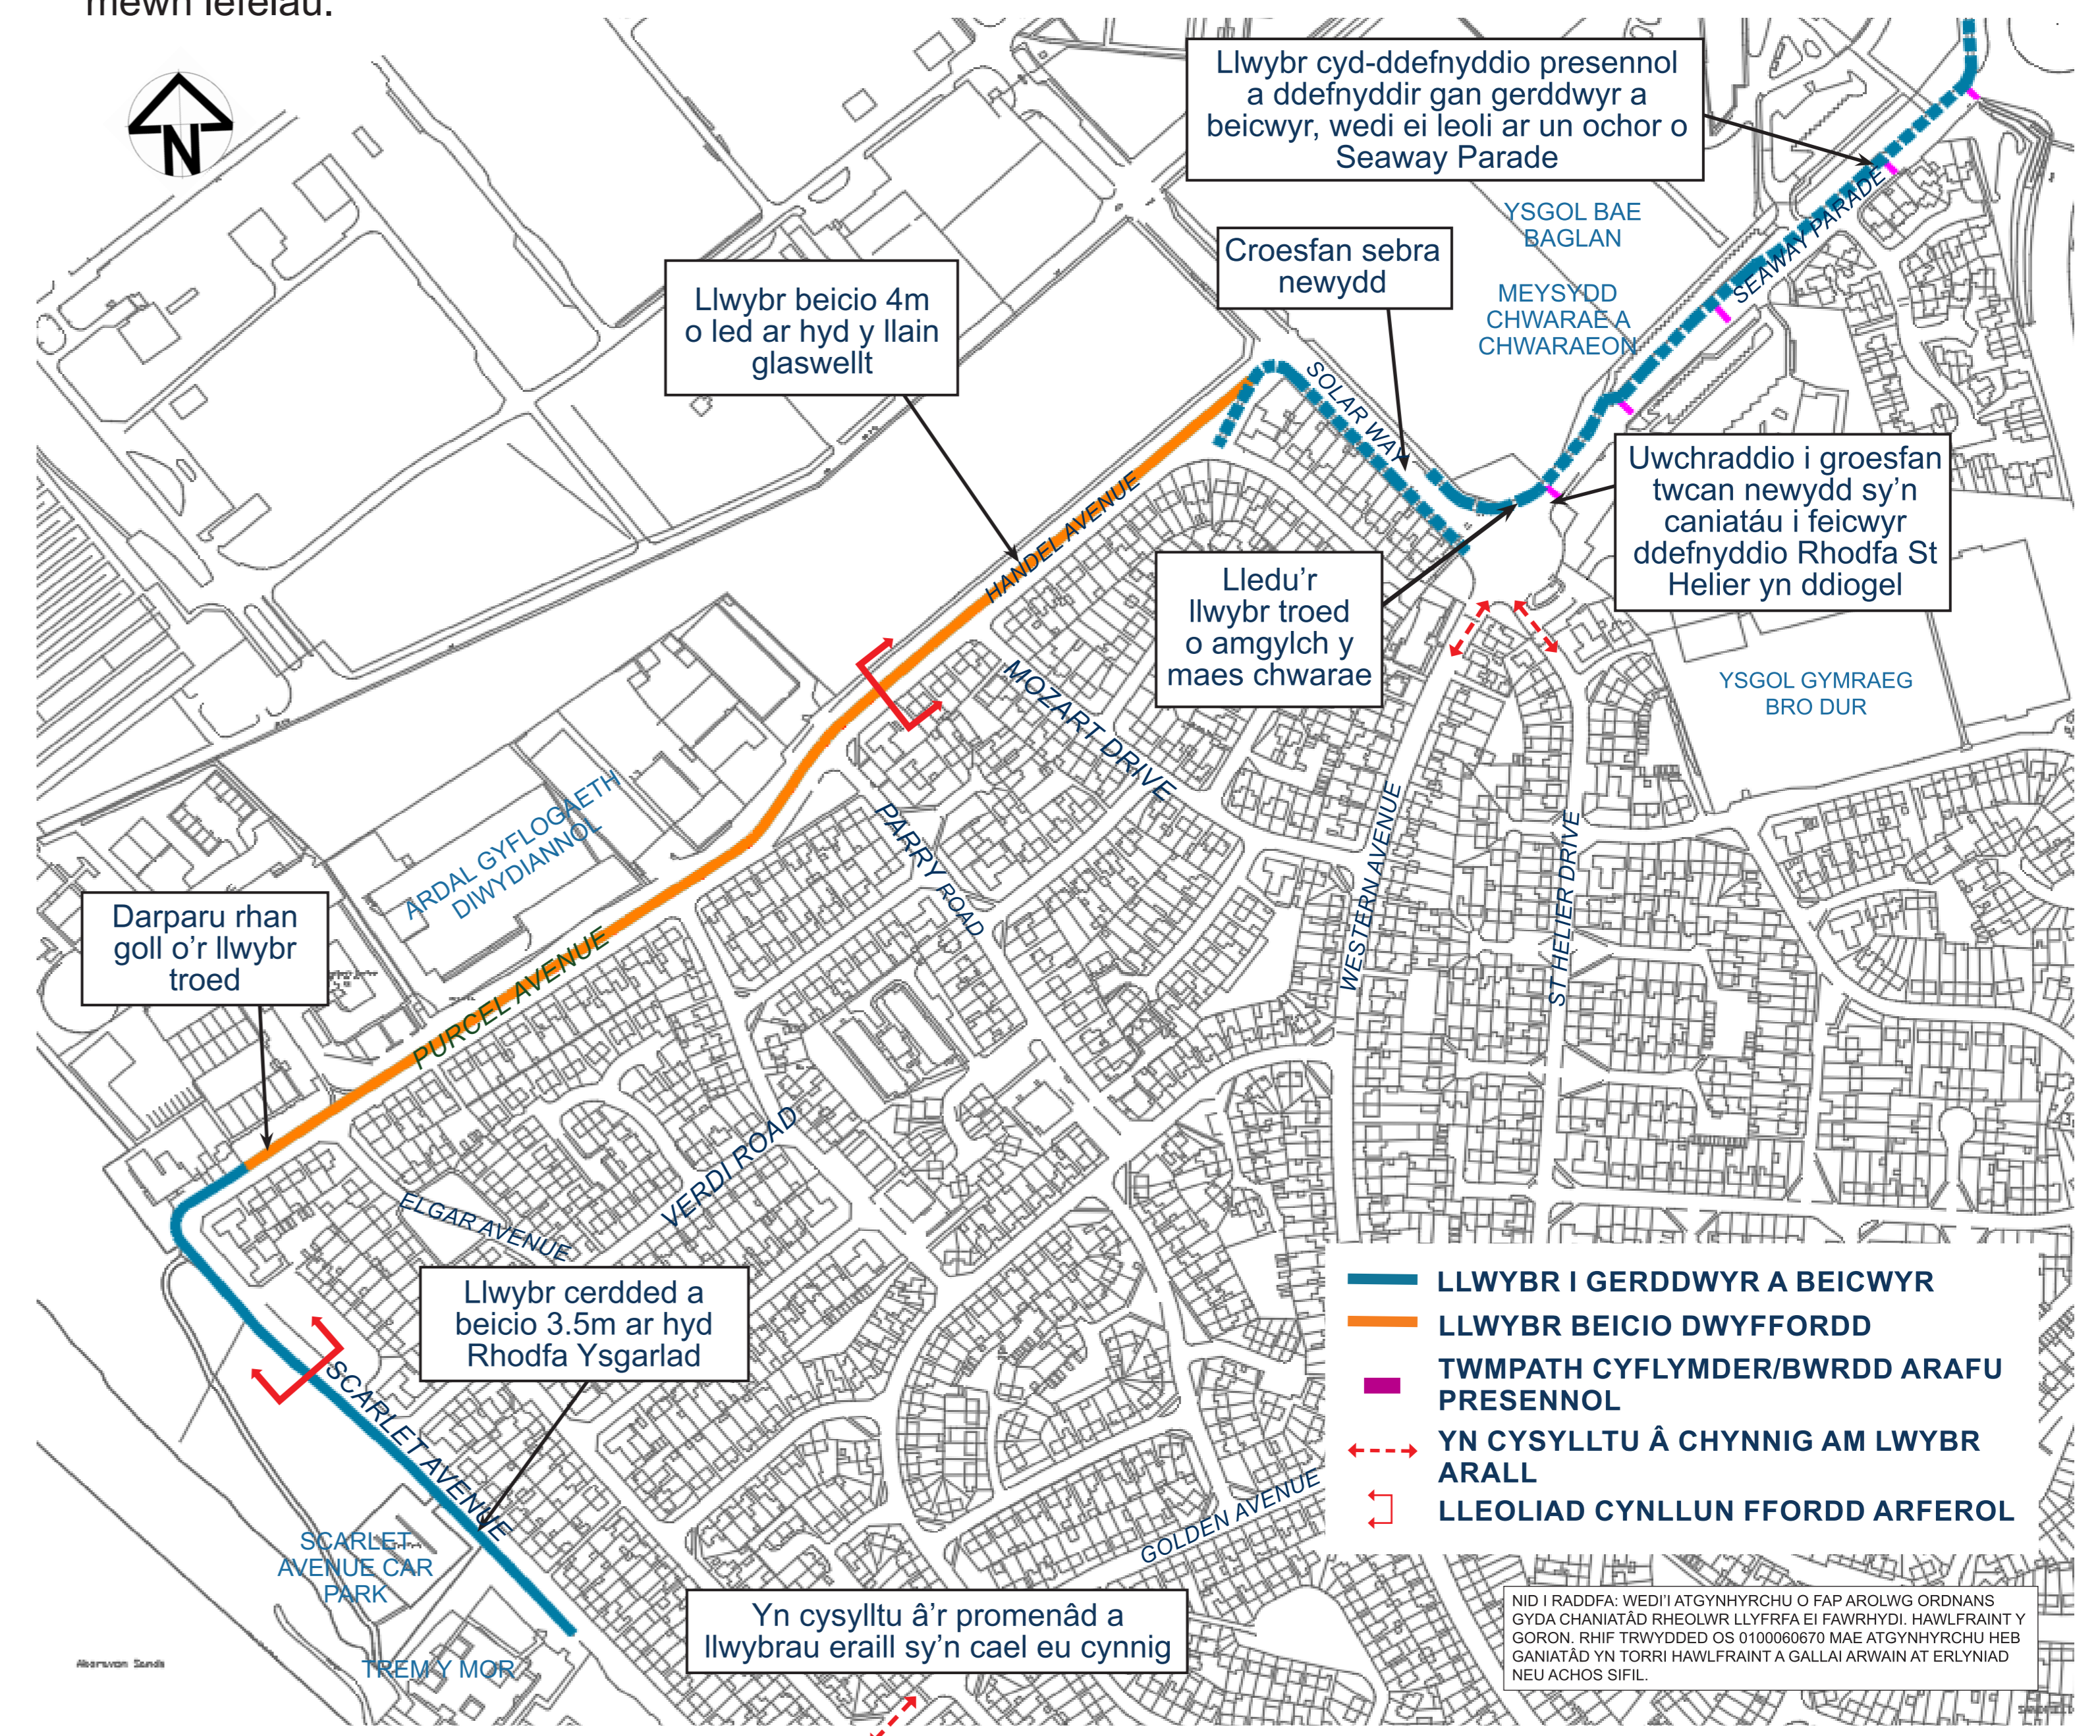 mewn lefelau.
N
Llwybr cyd-ddefnyddio presennol
a ddefnyddir gan gerddwyr a
beicwyr, wedi ei leoli ar un ochor o
Seaway Parade
YSGOL BAE
BAGLAN
SEAWAY PARADE
Croesfan sebra
newydd
MEYSYDD
CHWARAE A
CHWARAEON
Llwybr beicio 4m
o led ar hyd y llain
glaswellt
SOLAR WAY
Uwchraddio i groesfan
twcan newydd sy'n
caniatáu i feicwyr
ddefnyddio Rhodfa St
Helier yn ddiogel
HANDEL AVENUE
Lledu'r
llwybr troed
o amgylch y
maes chwarae
MOZART DRIVE
YSGOL GYMRAEG
BRO DUR
ARDAL GYFLOGAETH
DIWYDIANNOL
PARRY ROAD
WESTERN AVENUE
ST HELIER DRIVE
Darparu rhan
goll o'r llwybr
troed
PURCEL AVENUE
VERDI ROAD
ELGAR AVENUE
Llwybr cerdded a
beicio 3.5m ar hyd
Rhodfa Ysgarlad
SCARLET AVENUE
LLWYBR I GERDDWYR A BEICWYR
LLWYBR BEICIO DWYFFORDD
TWMPATH CYFLYMDER/BWRDD ARAFU
PRESENNOL
YN CYSYLLTU Â CHYNNIG AM LWYBR
ARALL
LLEOLIAD CYNLLUN FFORDD ARFEROL
GOLDEN AVENUE
SCARLET
AVENUE CAR
PARK
Yn cysylltu â'r promenâd a
llwybrau eraill sy'n cael eu cynnig
NID I RADDFA: WEDI'I ATGYNHYRCHU O FAP AROLWG ORDNANS
GYDA CHANIATÂD RHEOLWR LLYFRFA EI FAWRHYDI. HAWLFRAINT Y
GORON. RHIF TRWYDDED OS 0100060670 MAE ATGYNHYRCHU HEB
GANIATÂD YN TORRI HAWLFRAINT A GALLAI ARWAIN AT ERLYNIAD
NEU ACHOS SIFIL.
Aberavon Sands
TREM Y MOR